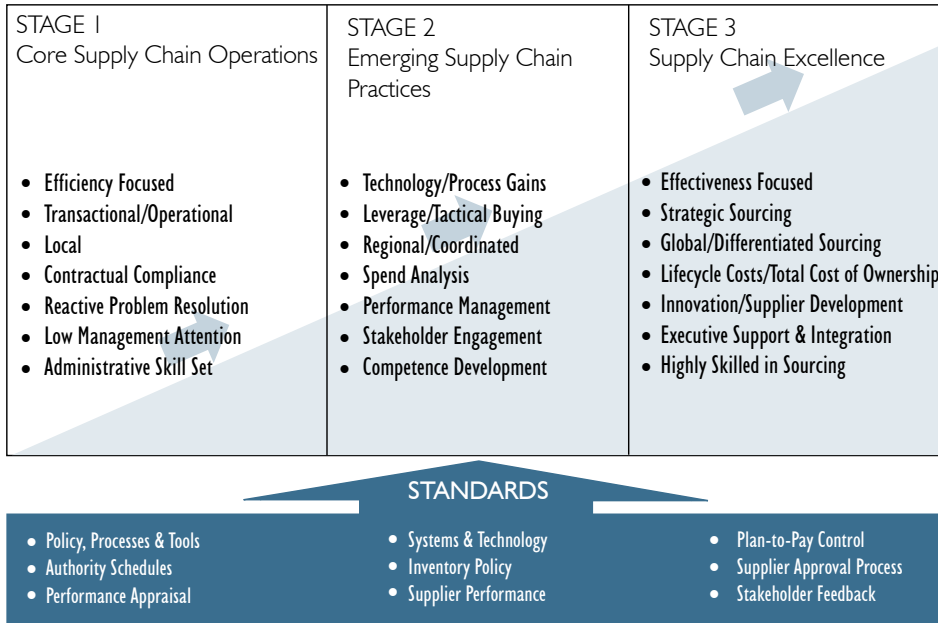 STAGE 1
Core Supply Chain Operations
• Efficiency Focused
• Transactional/Operational
• Local
• Contractual Compliance
• Reactive Problem Resolution
• Low Management Attention
• Administrative Skill Set
STAGE 2
Emerging Supply Chain
Practices
• Technology/Process Gains
• Leverage/Tactical Buying
• Regional/Coordinated
• Spend Analysis
• Performance Management
• Stakeholder Engagement
• Competence Development
STAGE 3
Supply Chain Excellence
• Effectiveness Focused
• Strategic Sourcing
• Global/Differentiated Sourcing
• Lifecycle Costs/Total Cost of Ownership
• Innovation/Supplier Development
• Executive Support & Integration
• Highly Skilled in Sourcing
STANDARDS
• Policy, Processes & Tools
• Authority Schedules
• Performance Appraisal
• Systems & Technology
• Inventory Policy
• Supplier Performance
• Plan-to-Pay Control
• Supplier Approval Process
• Stakeholder Feedback